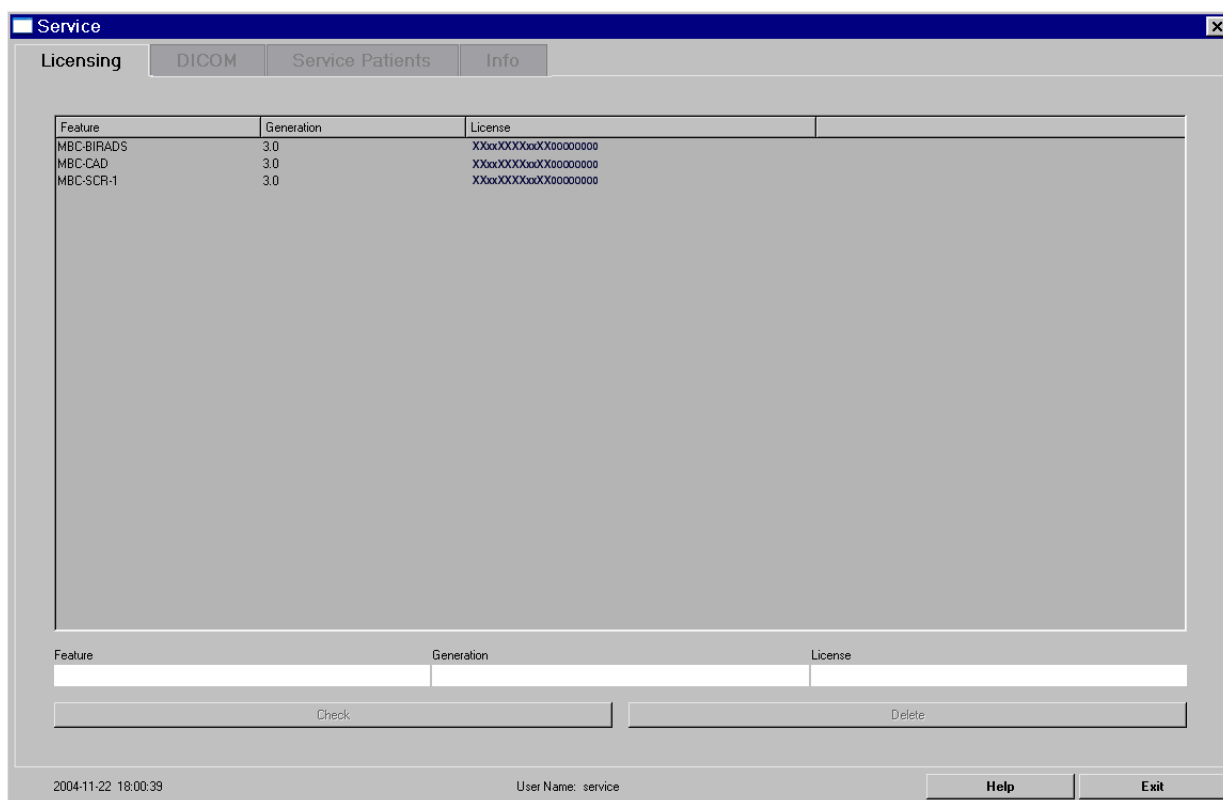 Service
Licensing DICOM Service Patients Info
Feature Generation License
MBC-BIRADS 3.0 XXxxXXXXxxXX00000000
MBC-CAD 3.0 XXxxXXXXxxXX00000000
MBC-SCR-1 3.0 XXxxXXXXxxXX00000000
Feature Generation License
Check Delete
2004-11-22 18:00:39 User Name: service Help Exit